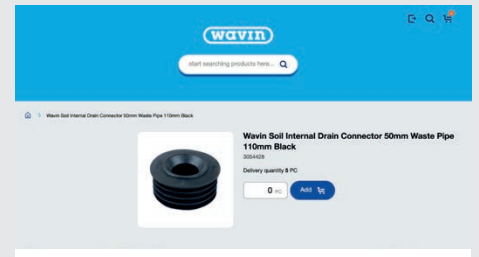 wavin
start searching products here...
Wavin Soil Internal Drain Connector 50mm Waste Pipe 110mm Black
Wavin Soil Internal Drain Connector 50mm Waste Pipe
110mm Black
3054428
Delivery quantity 5 PC
0 PC Add